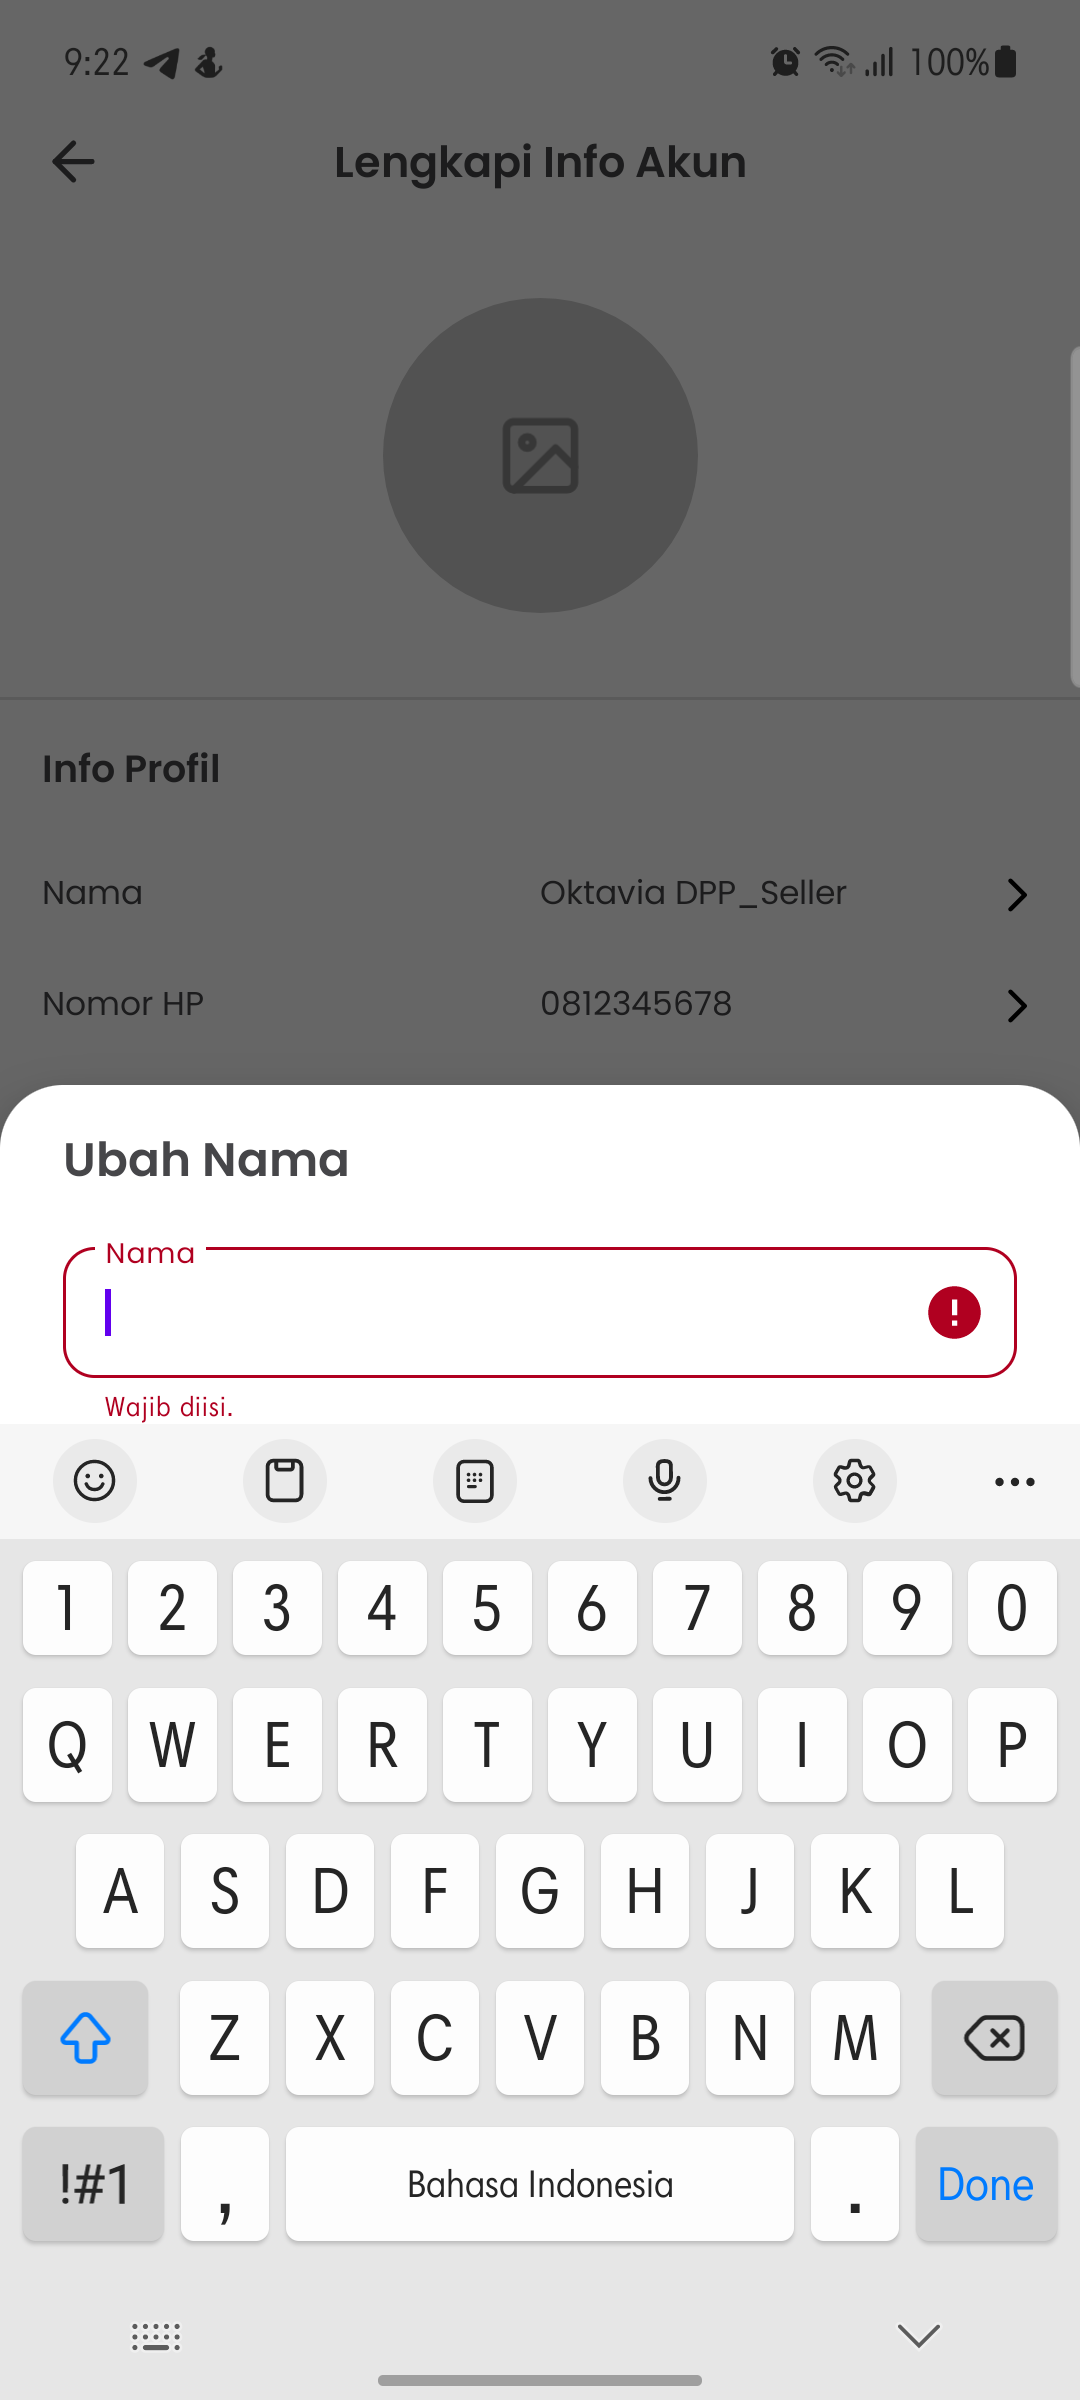 9:22 100%
Lengkapi Info Akun
Info Profil
Nama Oktavia DPP_Seller
Nomor HP 0812345678
Ubah Nama
Nama
Wajib diisi.
1 2 3 4 5 6 7 8 9 0
Q W E R T Y U I O P
A S D F G H J K L
Z X C V B N M
!#1 , Bahasa Indonesia . Done